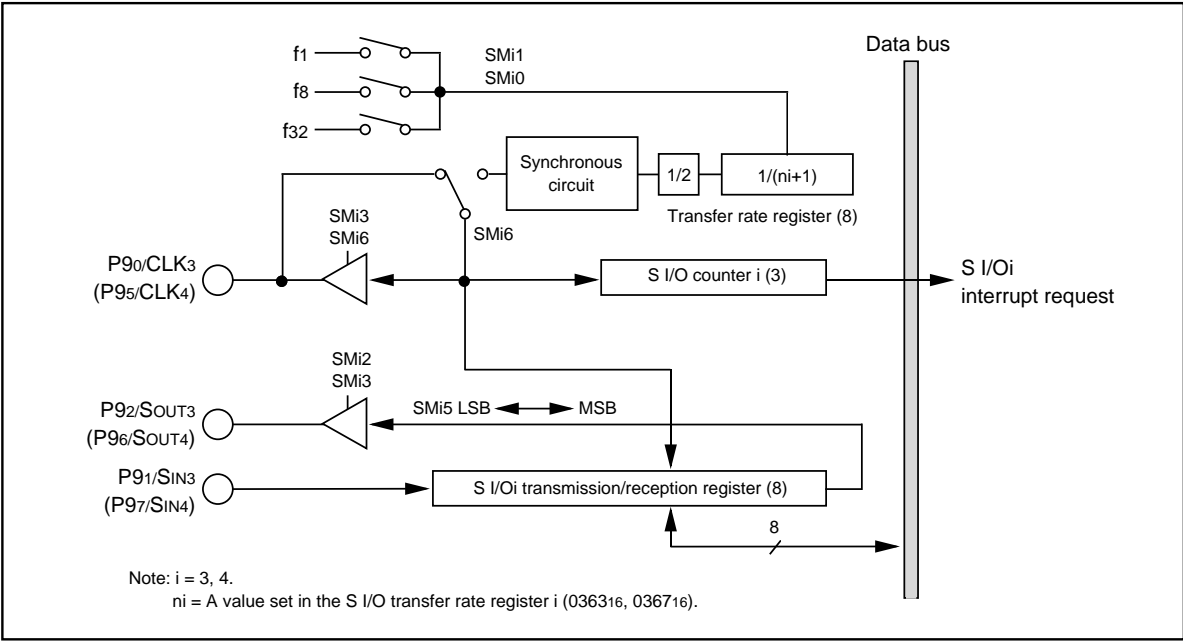 Data bus
f1
SMi1
SMi0
f8
f32
Synchronous
circuit
1/2
1/(ni+1)
Transfer rate register (8)
SMi3
SMi6
SMi6
P90/CLK3
(P95/CLK4)
S I/O counter i (3)
S I/Oi
interrupt request
SMi2
SMi3
SMi5 LSB
MSB
P92/SOUT3
(P96/SOUT4)
P91/SIN3
(P97/SIN4)
S I/Oi transmission/reception register (8)
8
Note: i = 3, 4.
ni = A value set in the S I/O transfer rate register i (036316, 036716).